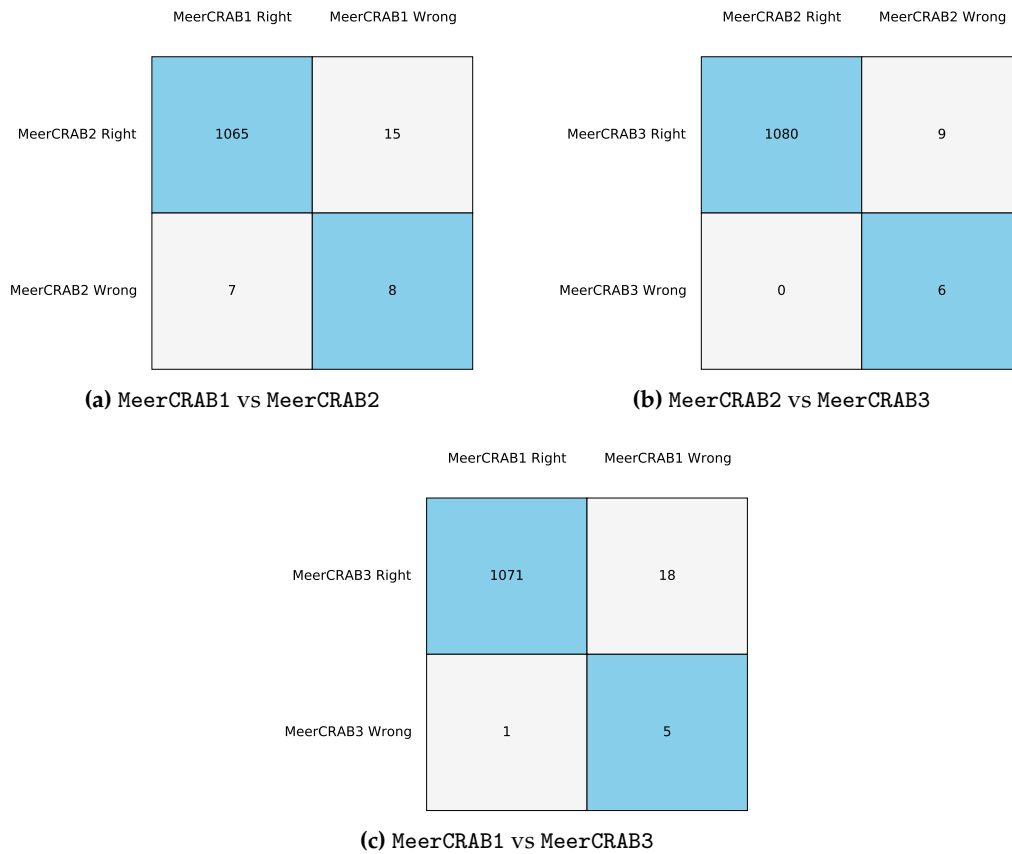 MeerCRAB1 Right MeerCRAB1 Wrong
MeerCRAB2 Right 1065 15
MeerCRAB2 Wrong 7 8
(a) MeerCRAB1 vs MeerCRAB2
MeerCRAB2 Right MeerCRAB2 Wrong
MeerCRAB3 Right 1080 9
MeerCRAB3 Wrong 0 6
(b) MeerCRAB2 vs MeerCRAB3
MeerCRAB1 Right MeerCRAB1 Wrong
MeerCRAB3 Right 1071 18
MeerCRAB3 Wrong 1 5
(c) MeerCRAB1 vs MeerCRAB3